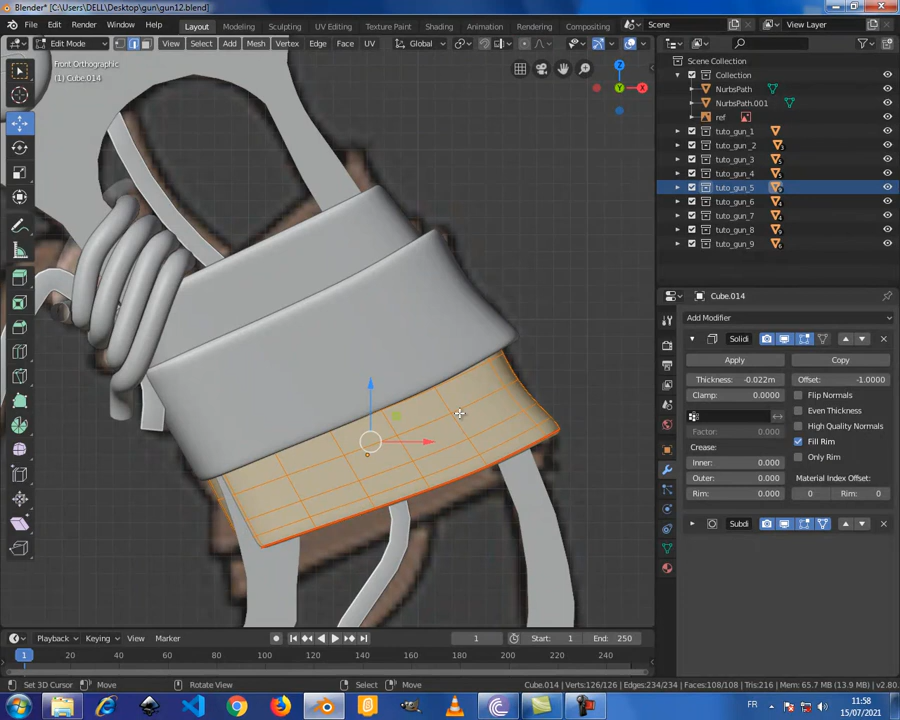 Blender* [C:\Users\DELL\Desktop\gun\gun12.blend]
File Edit Render Window Help Layout Modeling Sculpting UV Editing Texture Paint Shading Animation Rendering Compositing Scene View Layer
Edit Mode View Select Add Mesh Vertex Edge Face UV Global
Front Orthographic
(1) Cube.014
Z
X
Y
Scene Collection
Collection
NurbsPath
NurbsPath.001
ref
tuto_gun_1
tuto_gun_2
tuto_gun_3
tuto_gun_4
tuto_gun_5
tuto_gun_6
tuto_gun_7
tuto_gun_8
tuto_gun_9
Cube.014
Add Modifier
Solidi
Apply Copy
Thickness: -0.022m Offset: -1.0000
Clamp: 0.0000 Flip Normals
Even Thickness
Factor: 0.000 High Quality Normals
Crease: Fill Rim
Inner: 0.000 Only Rim
Outer: 0.000 Material Index Offset:
Rim: 0.000 0 Rim: 0
Subdi
Playback Keying View Marker 1 Start: 1 End: 250
1 20 40 60 80 100 120 140 160 180 200 220 240
Set 3D Cursor Move Rotate View Select Move Cube.014 | Verts:126/126 | Edges:234/234 | Faces:108/108 | Tris:216 | Mem: 65.7 MB (13.9 MB) | v2.80
FR 11:58
15/07/2021